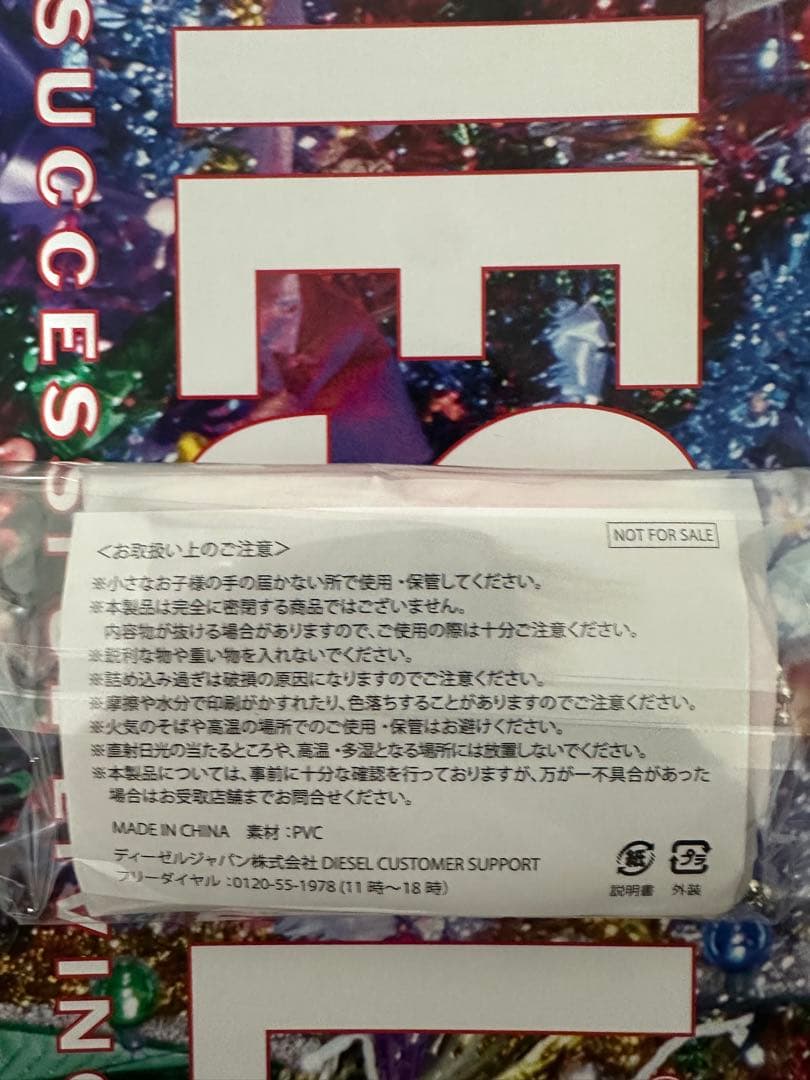 SUCCESS
IE
NOT FOR SALE
＜お取扱い上のご注意＞
※小さなお子様の手の届かない所で使用・保管してください。
※本製品は完全に密閉する商品ではございません。
内容物が抜ける場合がありますので、ご使用の際は十分ご注意ください。
※鋭利な物や重い物を入れないでください。
※詰め込み過ぎは破損の原因になりますのでご注意ください。
※摩擦や水分で印刷がかすれたり、色落ちすることがありますのでご注意ください。
※火気のそばや高温の場所でのご使用・保管はお避けください。
※直射日光の当たるところや、高温・多湿となる場所には放置しないでください。
※本製品については、事前に十分な確認を行っておりますが、万が一不具合があった
場合はお受取店舗までお問合せください。
MADE IN CHINA　素材：PVC
ディーゼルジャパン株式会社 DIESEL CUSTOMER SUPPORT
フリーダイヤル：0120-55-1978 (11時～18時)
紙
説明書
プラ
外装